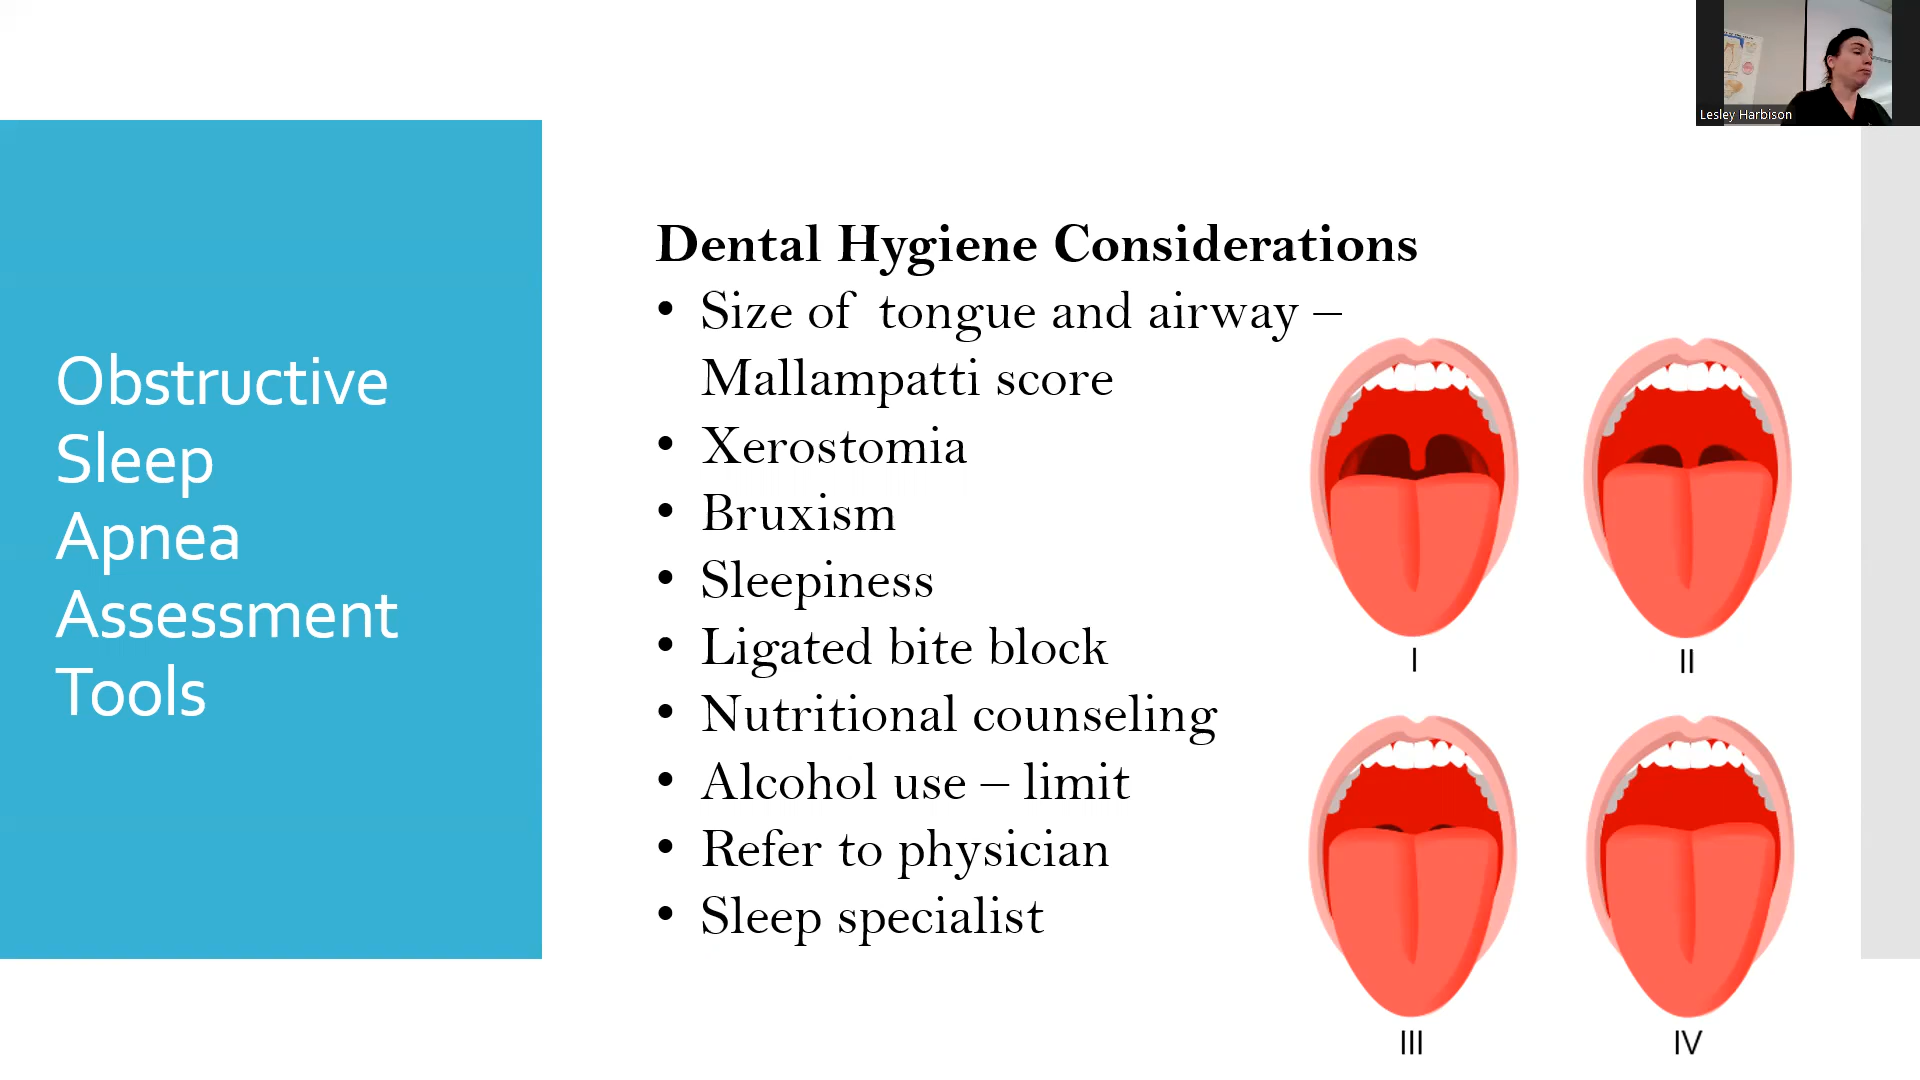 Lesley Harbison
Obstructive
Sleep
Apnea
Assessment
Tools
Dental Hygiene Considerations
• Size of tongue and airway –
Mallampatti score
• Xerostomia
• Bruxism
• Sleepiness
• Ligated bite block
• Nutritional counseling
• Alcohol use – limit
• Refer to physician
• Sleep specialist
I
II
III
IV